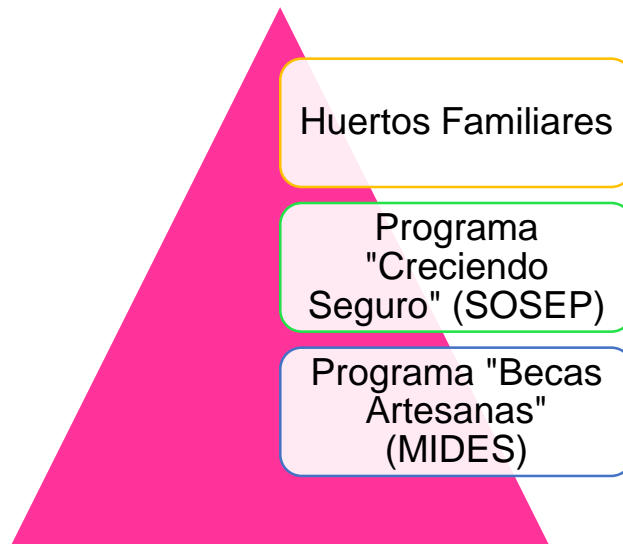 Huertos Familiares
Programa
"Creciendo
Seguro" (SOSEP)
Programa "Becas
Artesanas"
(MIDES)